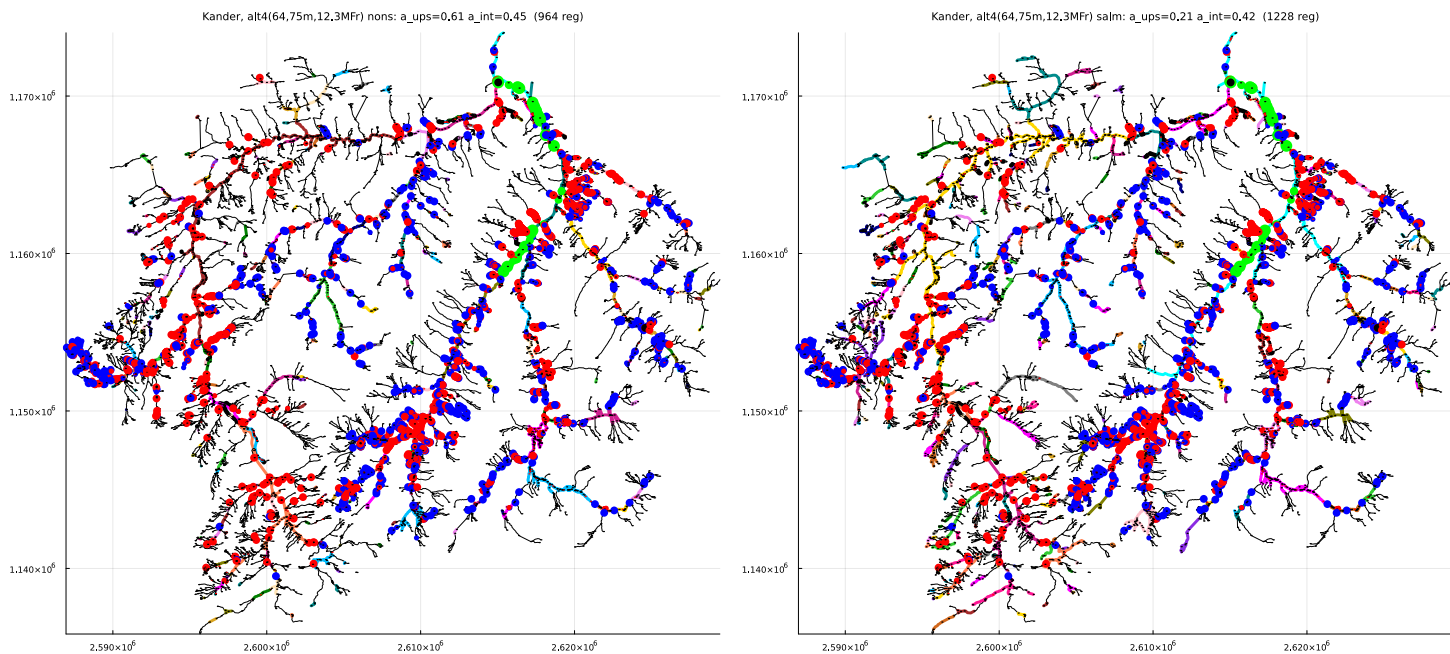 Kander, alt4(64,75m,12.3MFr) nons: a_ups=0.61 a_int=0.45 (964 reg)
1.170×10⁶
1.160×10⁶
1.150×10⁶
1.140×10⁶
2.590×10⁶ 2.600×10⁶ 2.610×10⁶ 2.620×10⁶
Kander, alt4(64,75m,12.3MFr) salm: a_ups=0.21 a_int=0.42 (1228 reg)
1.170×10⁶
1.160×10⁶
1.150×10⁶
1.140×10⁶
2.590×10⁶ 2.600×10⁶ 2.610×10⁶ 2.620×10⁶